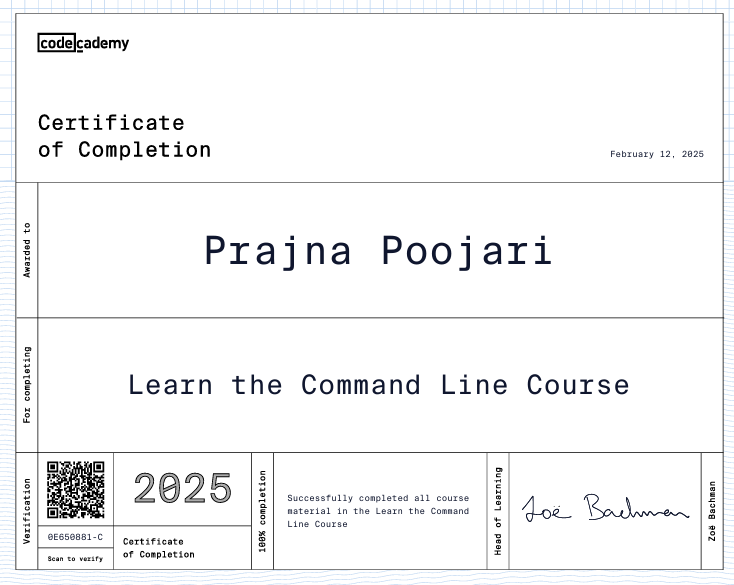 codecademy
Certificate
of Completion
February 12, 2025
Awarded to
Prajna Poojari
For completing
Learn the Command Line Course
Verification
0E650881-C
Scan to verify
2025
Certificate
of Completion
100% completion
Successfully completed all course
material in the Learn the Command
Line Course
Head of Learning
Zoë Bachman
Zoë Bachman